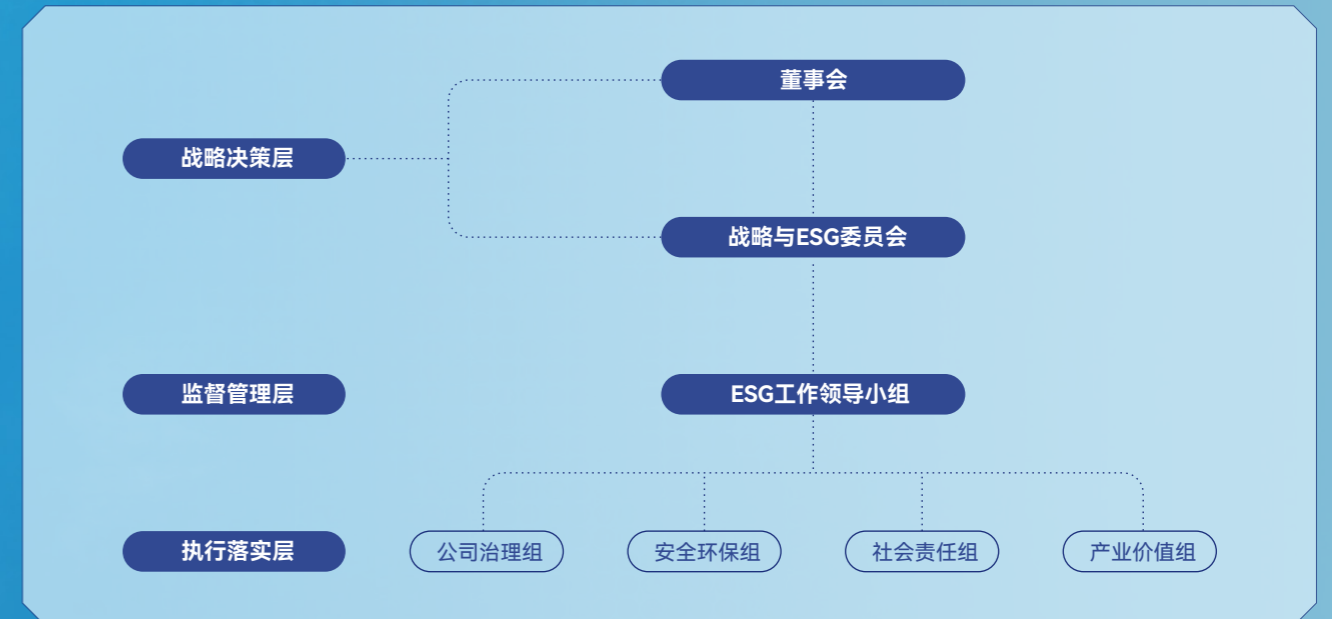 董事会
战略决策层
战略与ESG委员会
监督管理层
ESG工作领导小组
执行落实层
公司治理组
安全环保组
社会责任组
产业价值组